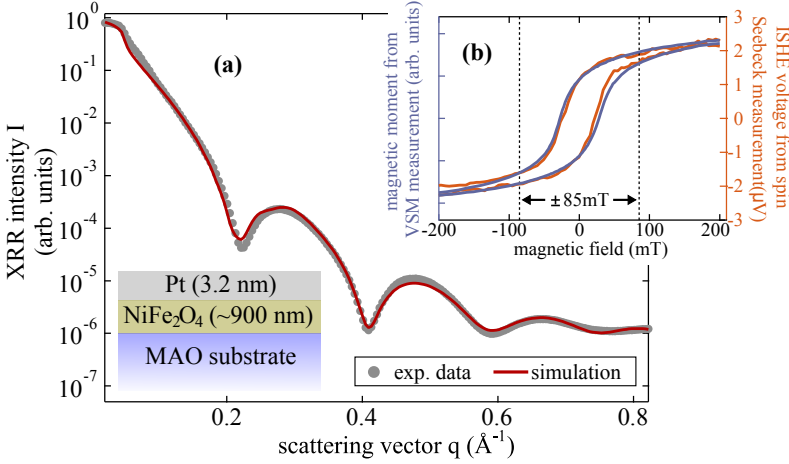 (a)
XRR intensity I
(arb. units)
10⁰
10⁻¹
10⁻²
10⁻³
10⁻⁴
10⁻⁵
10⁻⁶
10⁻⁷
0.2
0.4
0.6
0.8
scattering vector q (Å⁻¹)
Pt (3.2 nm)
NiFe₂O₄ (~900 nm)
MAO substrate
exp. data
simulation
(b)
magnetic moment from
VSM measurement (arb. units)
ISHE voltage from spin
Seebeck measurement(µV)
3
2
1
0
-1
-2
-3
±85mT
-200
-100
0
100
200
magnetic field (mT)